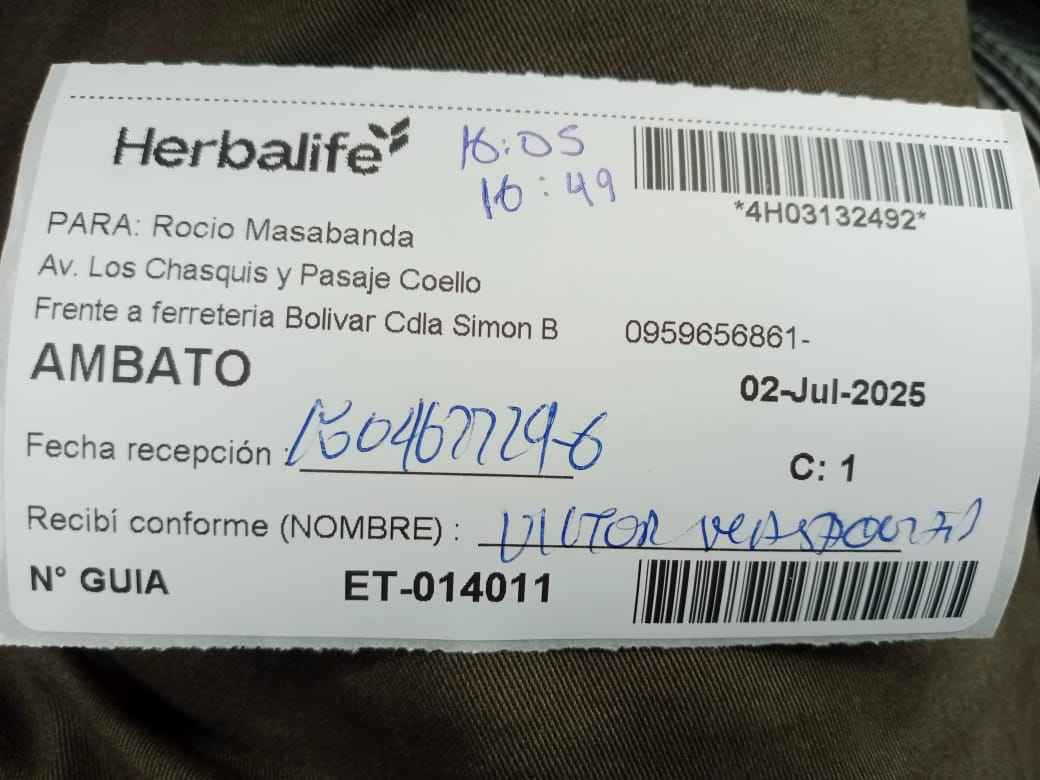 Herbalife
16:05
16:49
*4H03132492*
PARA: Rocio Masabanda
Av. Los Chasquis y Pasaje Coello
Frente a ferreteria Bolivar Cdla Simon B 0959656861-
AMBATO
02-Jul-2025
Fecha recepción :
C: 1
Recibí conforme (NOMBRE) : VICTOR
N° GUIA ET-014011